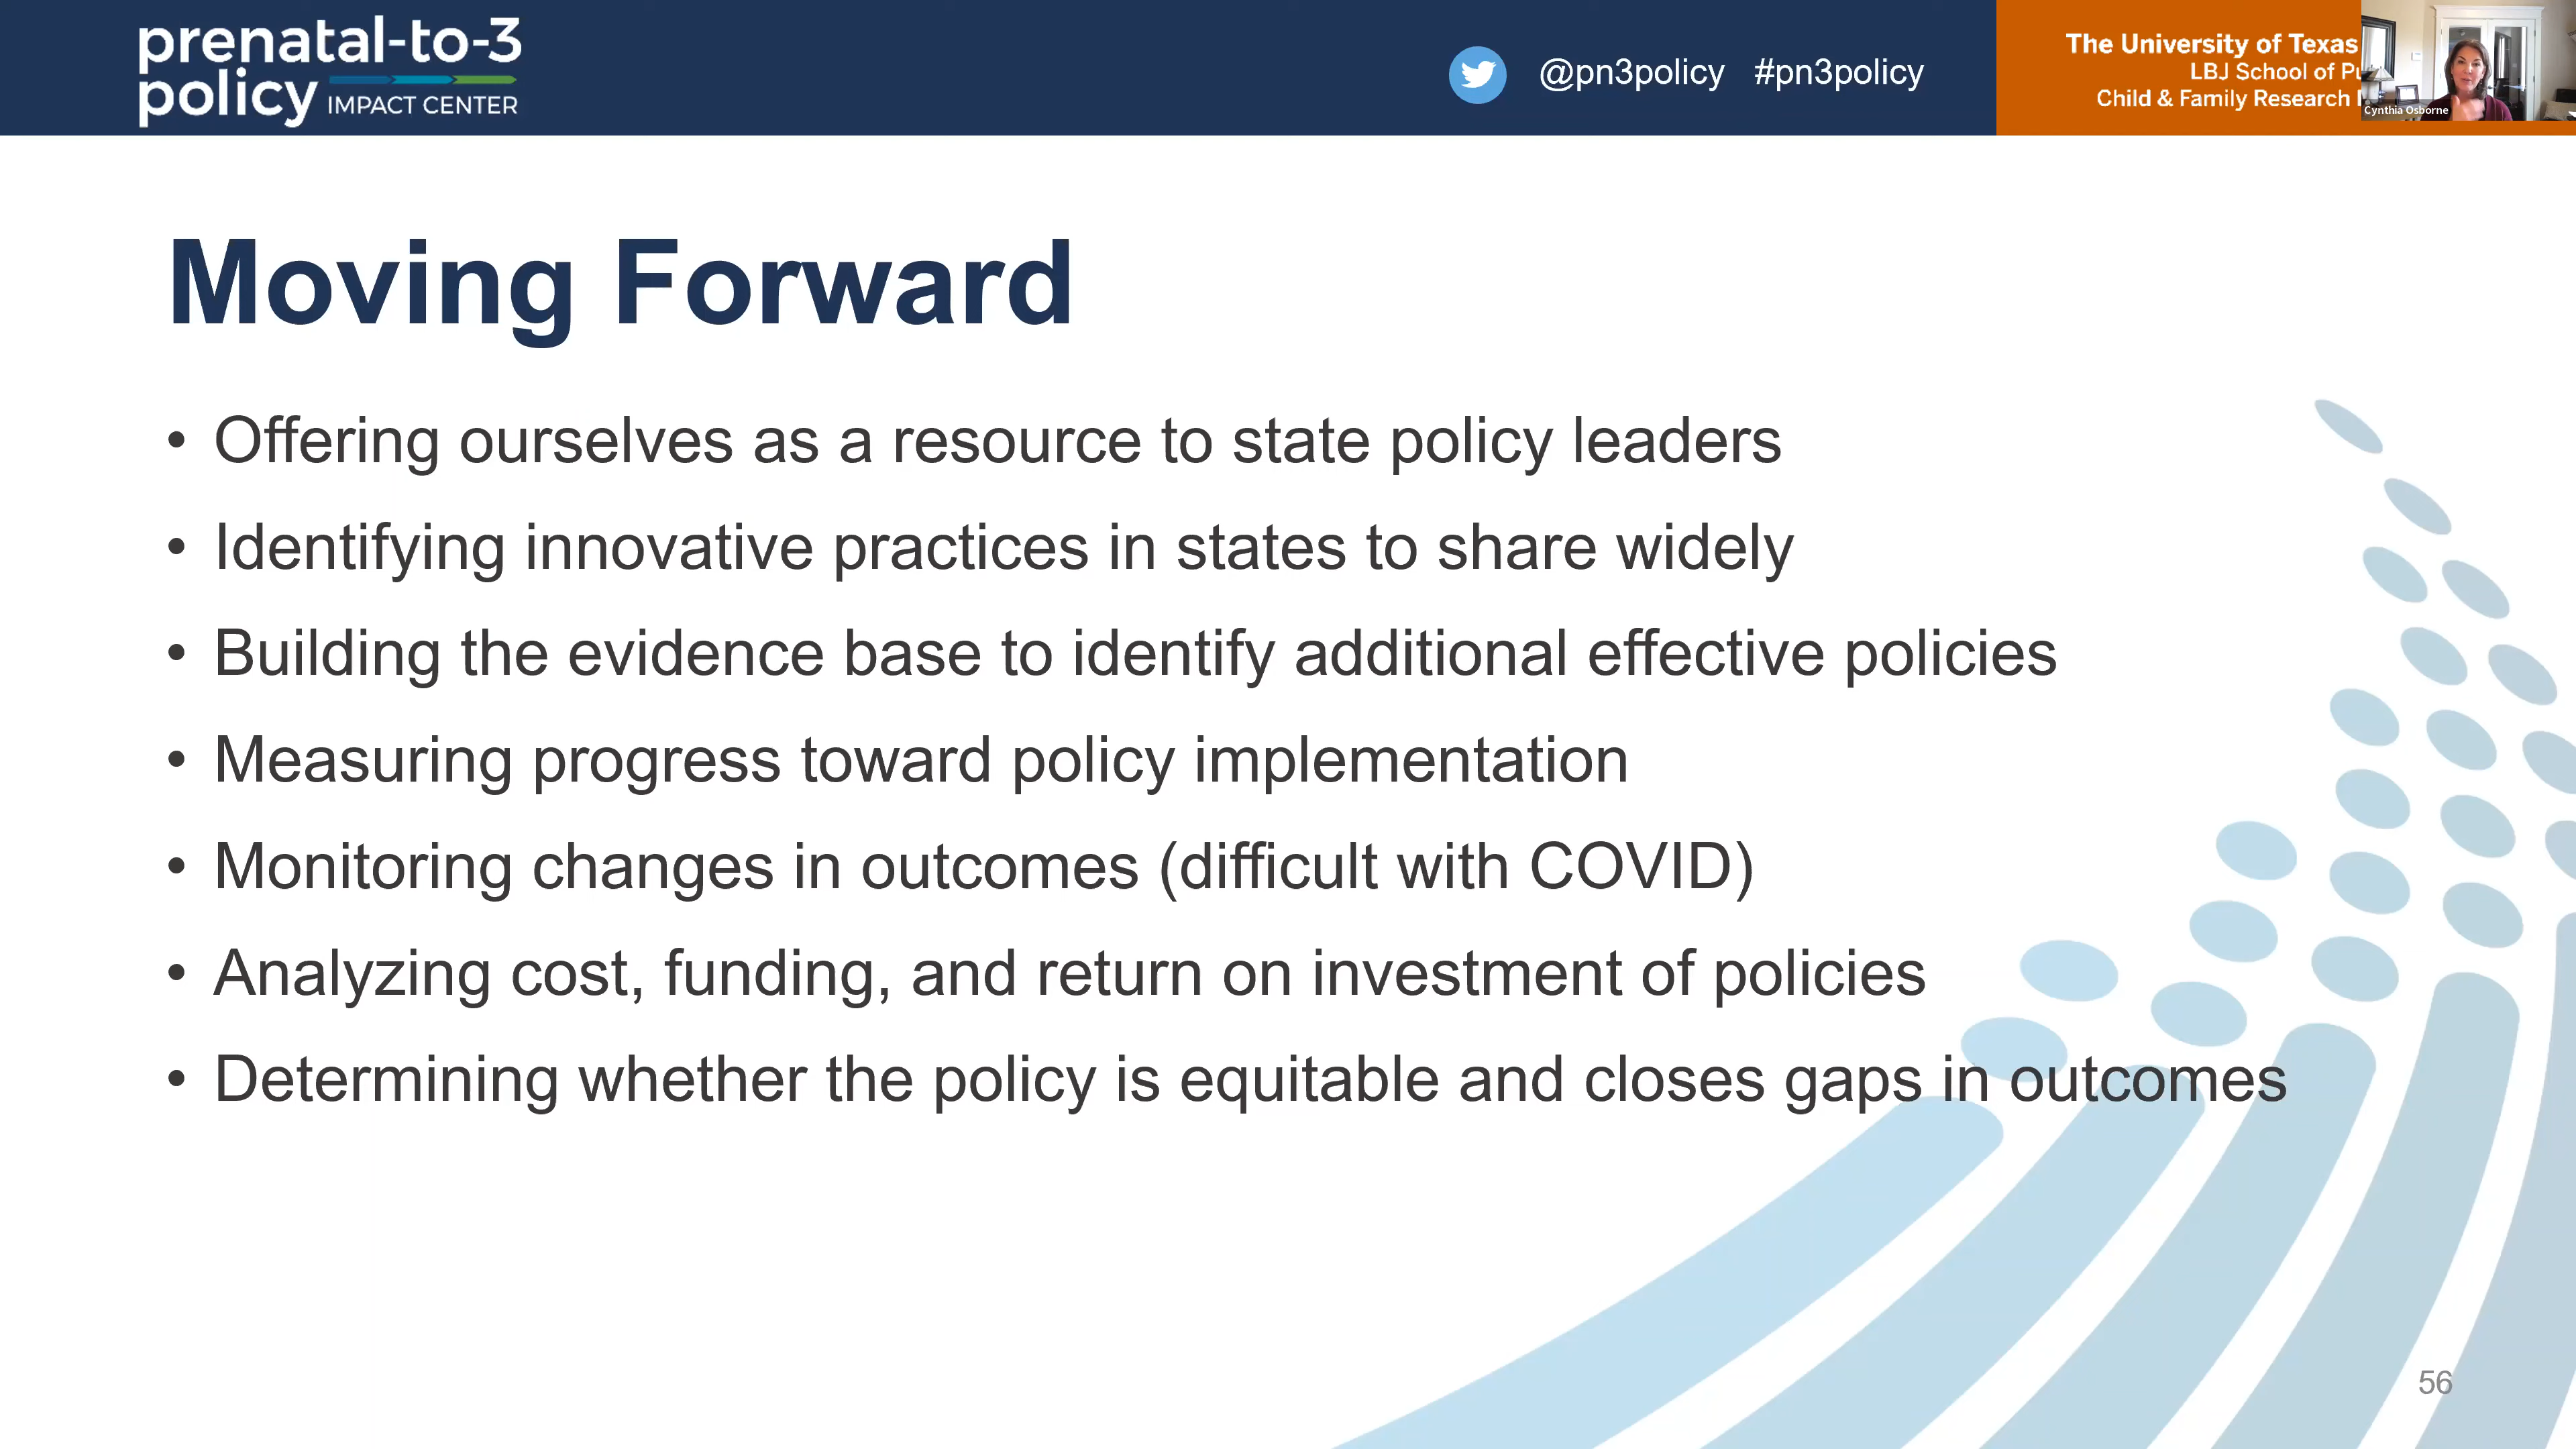 prenatal-to-3
policy IMPACT CENTER
@pn3policy #pn3policy
The University of Texas
LBJ School of
Child & Family Research
Cynthia Osborne
Moving Forward
• Offering ourselves as a resource to state policy leaders
• Identifying innovative practices in states to share widely
• Building the evidence base to identify additional effective policies
• Measuring progress toward policy implementation
• Monitoring changes in outcomes (difficult with COVID)
• Analyzing cost, funding, and return on investment of policies
• Determining whether the policy is equitable and closes gaps in outcomes
56